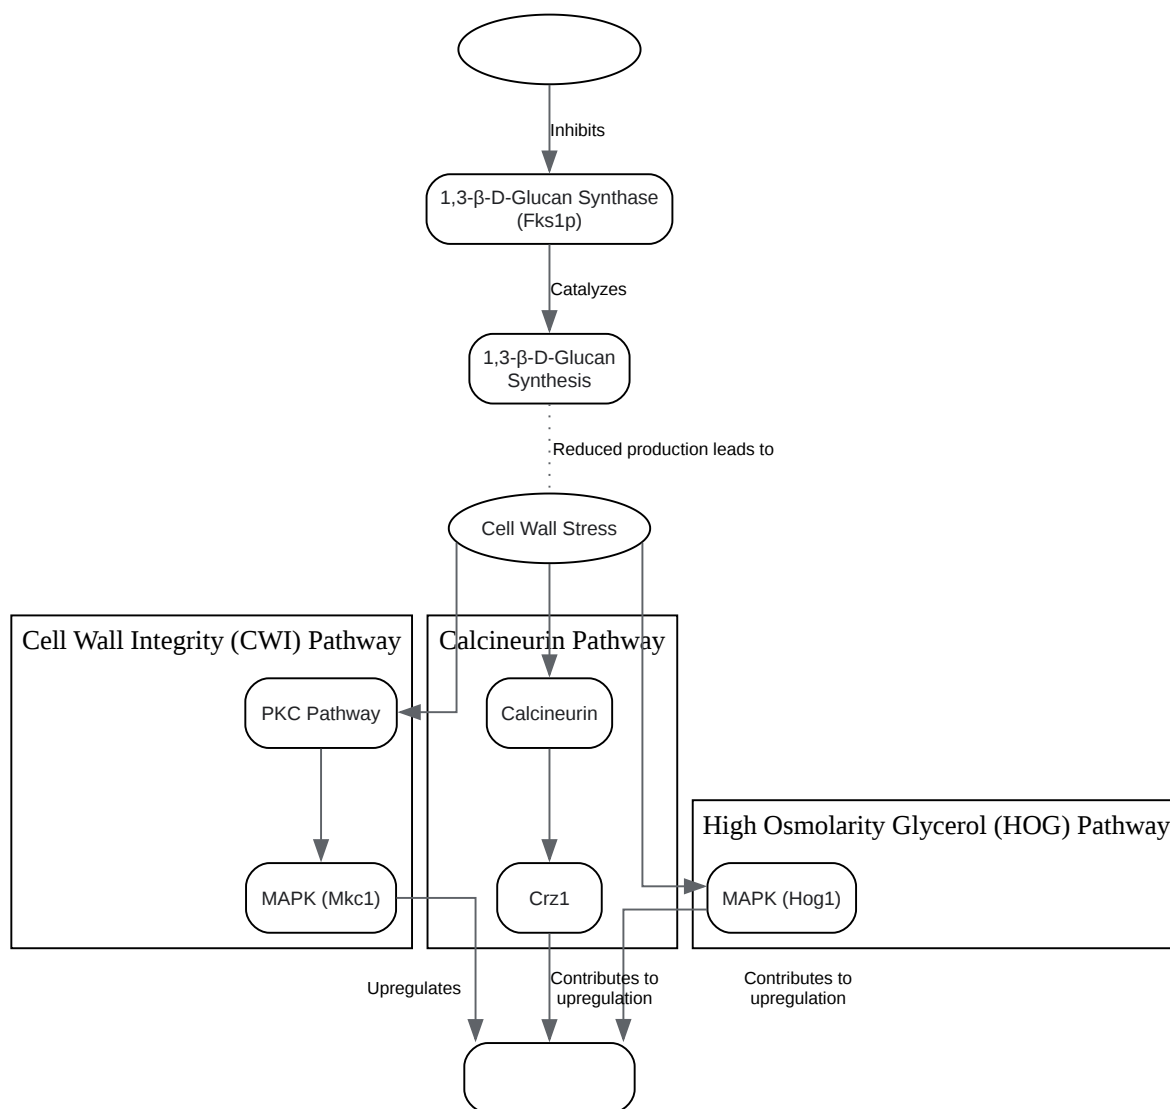 Inhibits
1,3-β-D-Glucan Synthase
(Fks1p)
Catalyzes
1,3-β-D-Glucan
Synthesis
Reduced production leads to
Cell Wall Stress
Cell Wall Integrity (CWI) Pathway
Calcineurin Pathway
PKC Pathway
Calcineurin
High Osmolarity Glycerol (HOG) Pathway
MAPK (Mkc1)
Crz1
MAPK (Hog1)
Upregulates
Contributes to
upregulation
Contributes to
upregulation